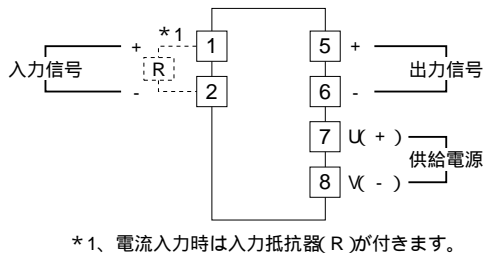 *1
+ 1 5 +
入力信号 R 出力信号
- 2 6 -
7 U( + )
供給電源
8 V( - )
*1、電流入力時は入力抵抗器( R )が付きます。